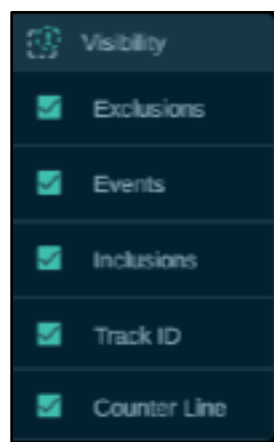 Visibility
Exclusions
Events
Inclusions
Track ID
Counter Line